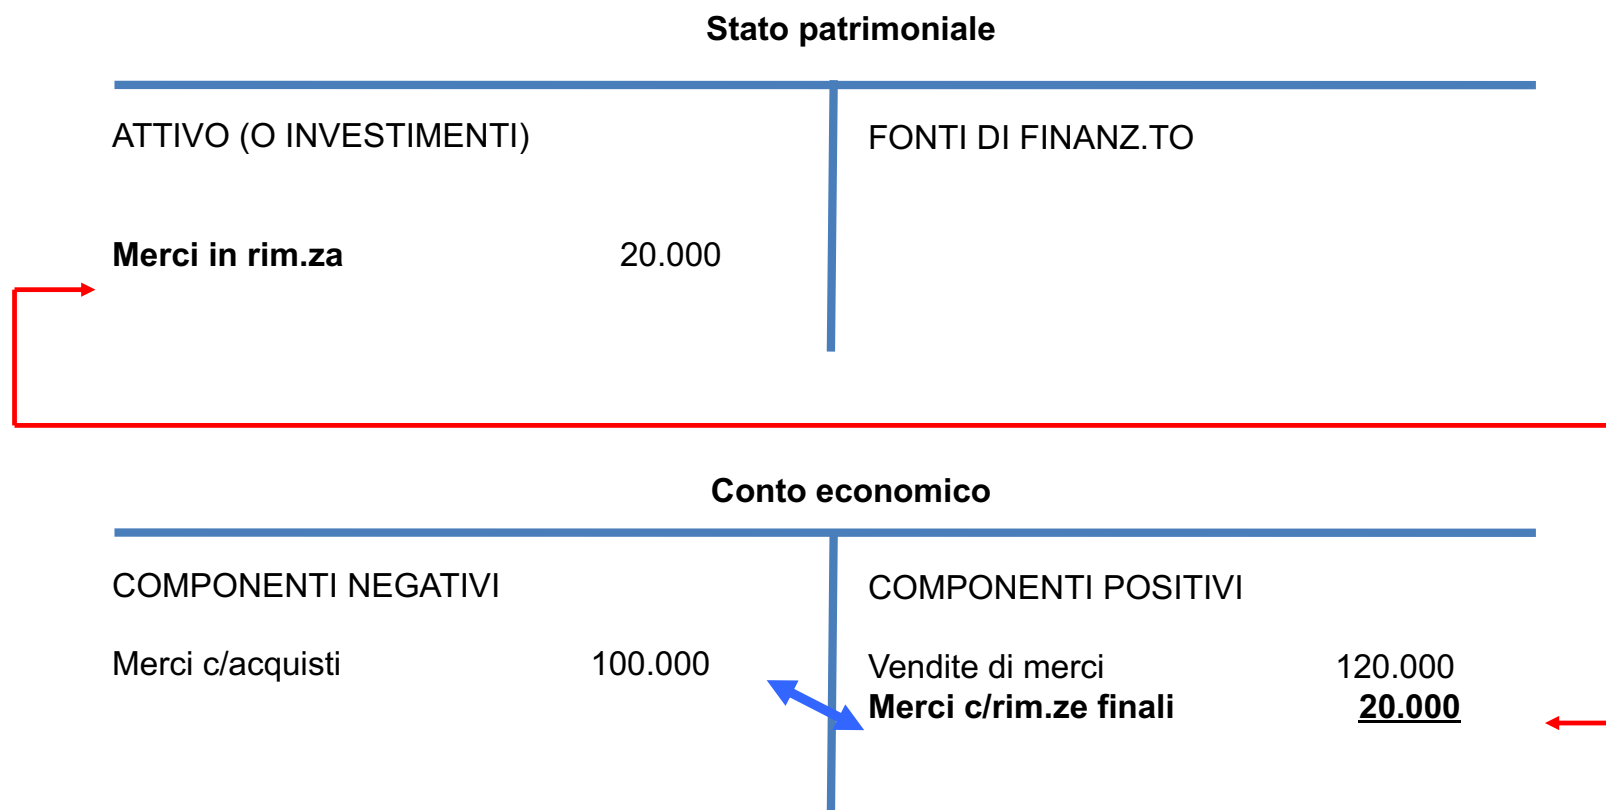 Stato patrimoniale
ATTIVO (O INVESTIMENTI)
FONTI DI FINANZ.TO
Merci in rim.za 20.000
Conto economico
COMPONENTI NEGATIVI
COMPONENTI POSITIVI
Merci c/acquisti 100.000
Vendite di merci 120.000
Merci c/rim.ze finali 20.000